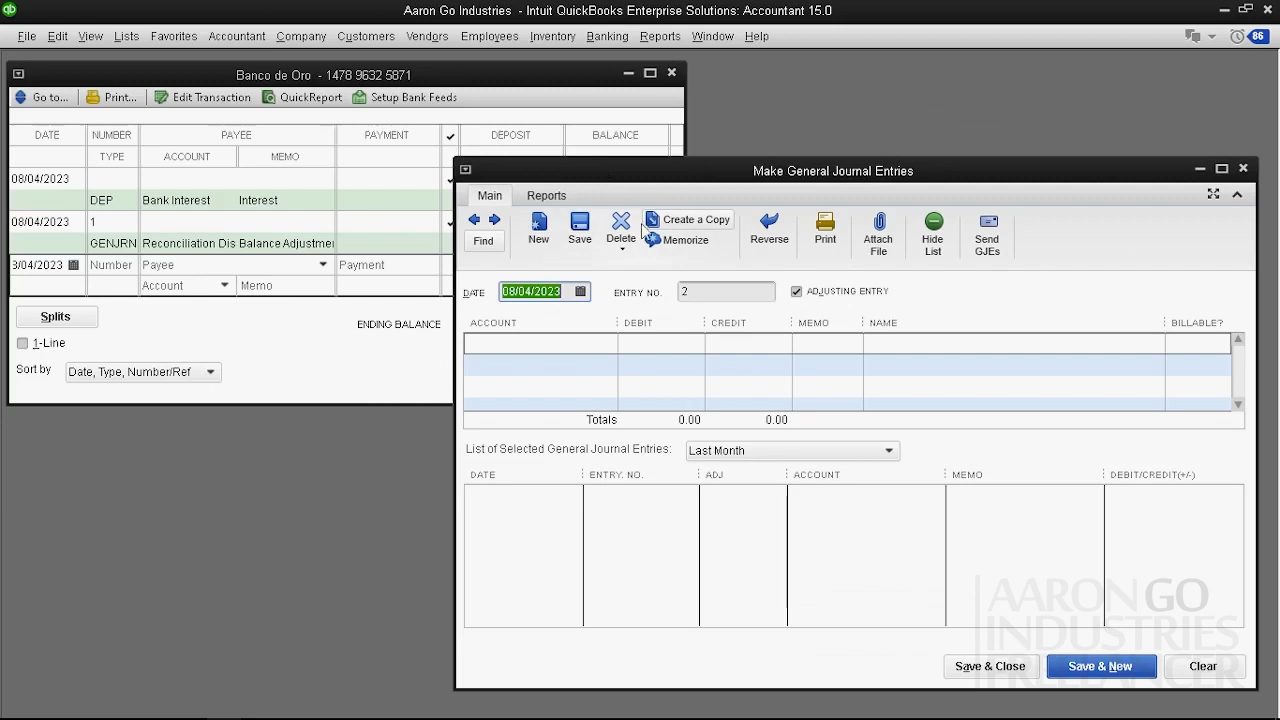 Aaron Go Industries - Intuit QuickBooks Enterprise Solutions: Accountant 15.0
File Edit View Lists Favorites Accountant Company Customers Vendors Employees Inventory Banking Reports Window Help 86
Banco de Oro - 1478 9632 5871
Go to... Print... Edit Transaction QuickReport Setup Bank Feeds
DATE NUMBER PAYEE PAYMENT ✓ DEPOSIT BALANCE
TYPE ACCOUNT MEMO
08/04/2023
DEP Bank Interest Interest
08/04/2023 1
GENJRN Reconciliation Dis Balance Adjustmer
3/04/2023 Number Payee Payment
Account Memo
Splits
ENDING BALANCE
1-Line
Sort by Date, Type, Number/Ref
Make General Journal Entries
Main Reports
Find New Save Delete Create a Copy
Memorize Reverse Print Attach File Hide List Send GJEs
DATE 08/04/2023 ENTRY NO. 2 ADJUSTING ENTRY
ACCOUNT DEBIT CREDIT MEMO NAME BILLABLE?
Totals 0.00 0.00
List of Selected General Journal Entries: Last Month
DATE ENTRY. NO. ADJ ACCOUNT MEMO DEBIT/CREDIT(+/-)
AARON GO
INDUSTRIES
FREELANCER
Save & Close Save & New Clear